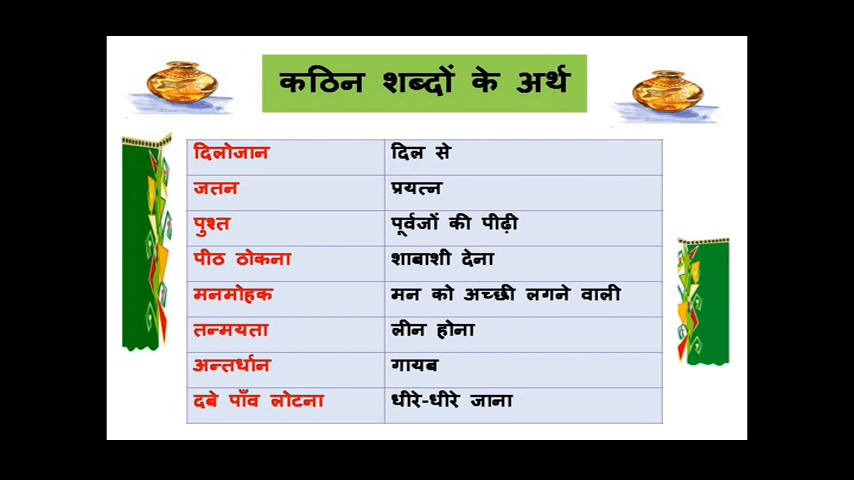 कठिन शब्दों के अर्थ
दिलोजान दिल से
जतन प्रयत्न
पुश्त पूर्वजों की पीढ़ी
पीठ ठोकना शाबाशी देना
मनमोहक मन को अच्छी लगने वाली
तन्मयता लीन होना
अन्तर्धान गायब
दबे पाँव लोटना धीरे-धीरे जाना